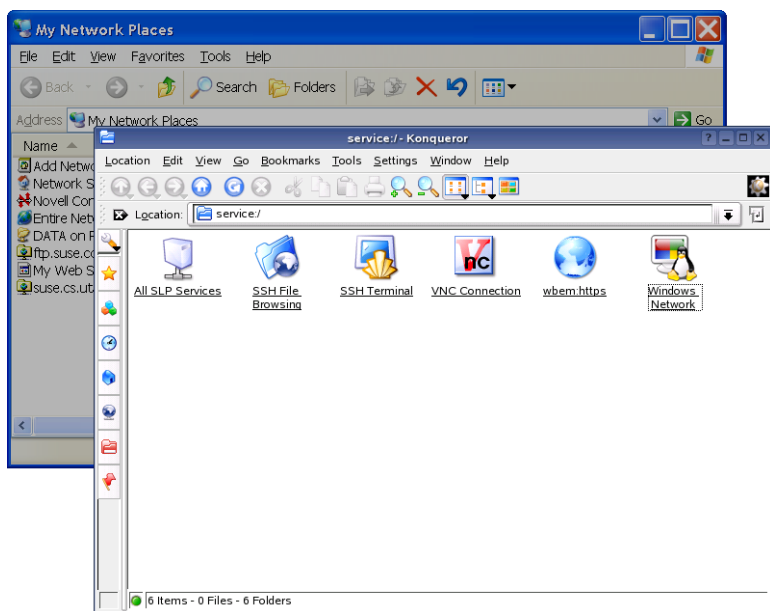 My Network Places
File Edit View Favorites Tools Help
Back Search Folders
Address My Network Places Go
Name
Add Netwo
Network S
Novell Con
Entire Net
DATA on
ftp.suse.co
My Web S
suse.cs.ut
service:/ - Konqueror
Location Edit View Go Bookmarks Tools Settings Window Help
Location: service:/
All SLP Services
SSH File
Browsing
SSH Terminal
Vnc
VNC Connection
wbem:https
Windows
Network
6 Items - 0 Files - 6 Folders